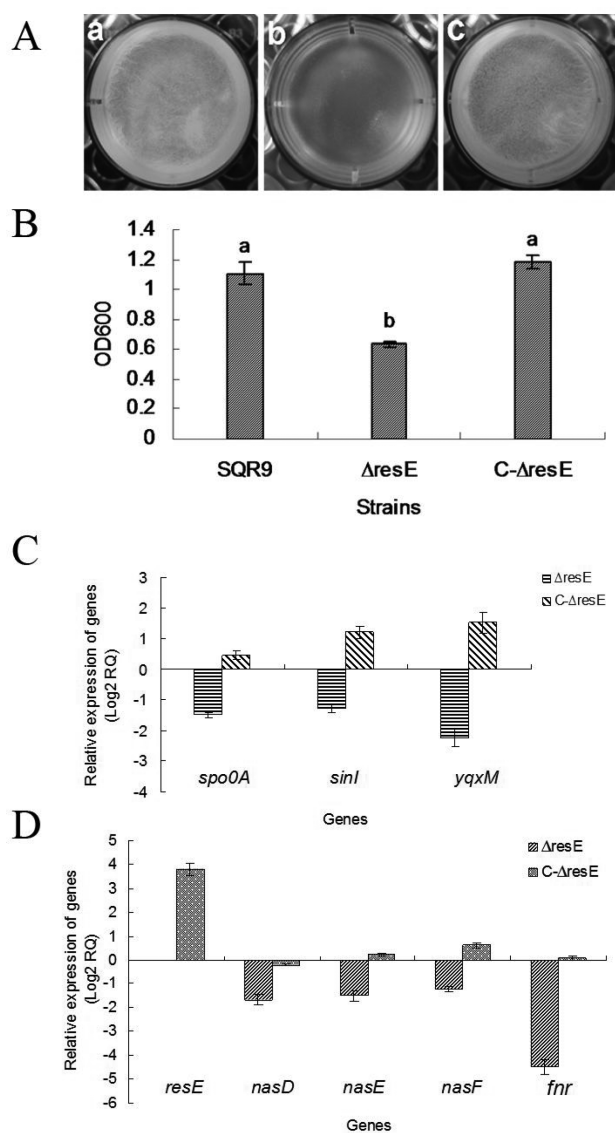 A
a b c
B
1.4
1.2
1
0.8
0.6
0.4
0.2
0
OD600
a
b
a
SQR9 ΔresE C-ΔresE
Strains
C
3
2
1
0
-1
-2
-3
-4
Relative expression of genes
(Log2 RQ)
ΔresE
C-ΔresE
spo0A sinI yqxM
Genes
D
5
4
3
2
1
0
-1
-2
-3
-4
-5
-6
Relative expression of genes
(Log2 RQ)
ΔresE
C-ΔresE
resE nasD nasE nasF fnr
Genes